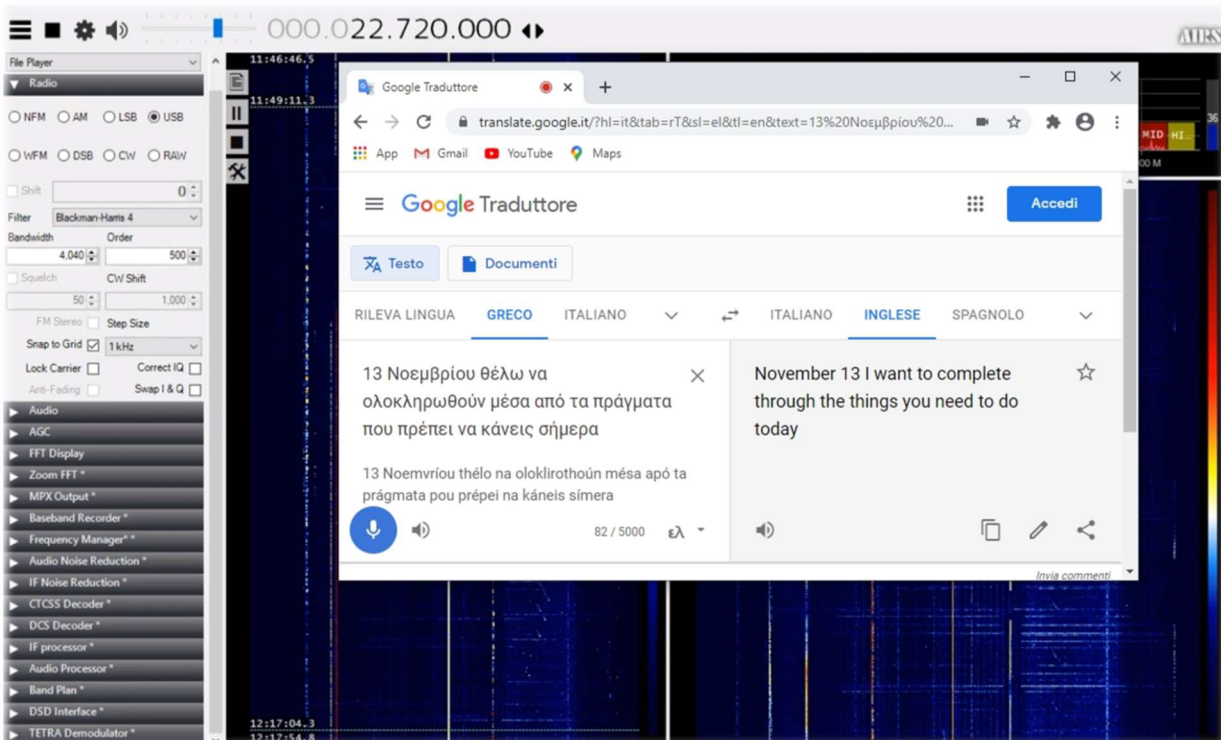 000.022.720.000
AIRS
File Player
Radio
NFM AM LSB USB
WFM DSB CW RAW
Shift 0
Filter Blackman-Harris 4
Bandwidth Order
4,040 500
Squelch CW Shift
50 1,000
FM Stereo Step Size
Snap to Grid 1 kHz
Lock Carrier Correct IQ
Anti-Fading Swap I & Q
Audio
AGC
FFT Display
Zoom FFT *
MPX Output *
Baseband Recorder *
Frequency Manager* *
Audio Noise Reduction *
IF Noise Reduction *
CTCSS Decoder *
DCS Decoder *
IF processor *
Audio Processor *
Band Plan *
DSD Interface *
TETRA Demodulator *
11:46:46.5
11:49:11.3
12:17:04.3
12:17:54.8
Google Traduttore
translate.google.it/?hl=it&tab=rT&sl=el&tl=en&text=13%20Νοεμβρίου%20...
App Gmail YouTube Maps
Google Traduttore
Accedi
Testo Documenti
RILEVA LINGUA GRECO ITALIANO ITALIANO INGLESE SPAGNOLO
13 Νοεμβρίου θέλω να
ολοκληρωθούν μέσα από τα πράγματα
που πρέπει να κάνεις σήμερα
13 Noemvríou thélo na oloklirothoún mésa apó ta
prágmata pou prépei na káneis símera
82 / 5000 ελ
November 13 I want to complete
through the things you need to do
today
Invia commenti
36
MID HI...
00 M